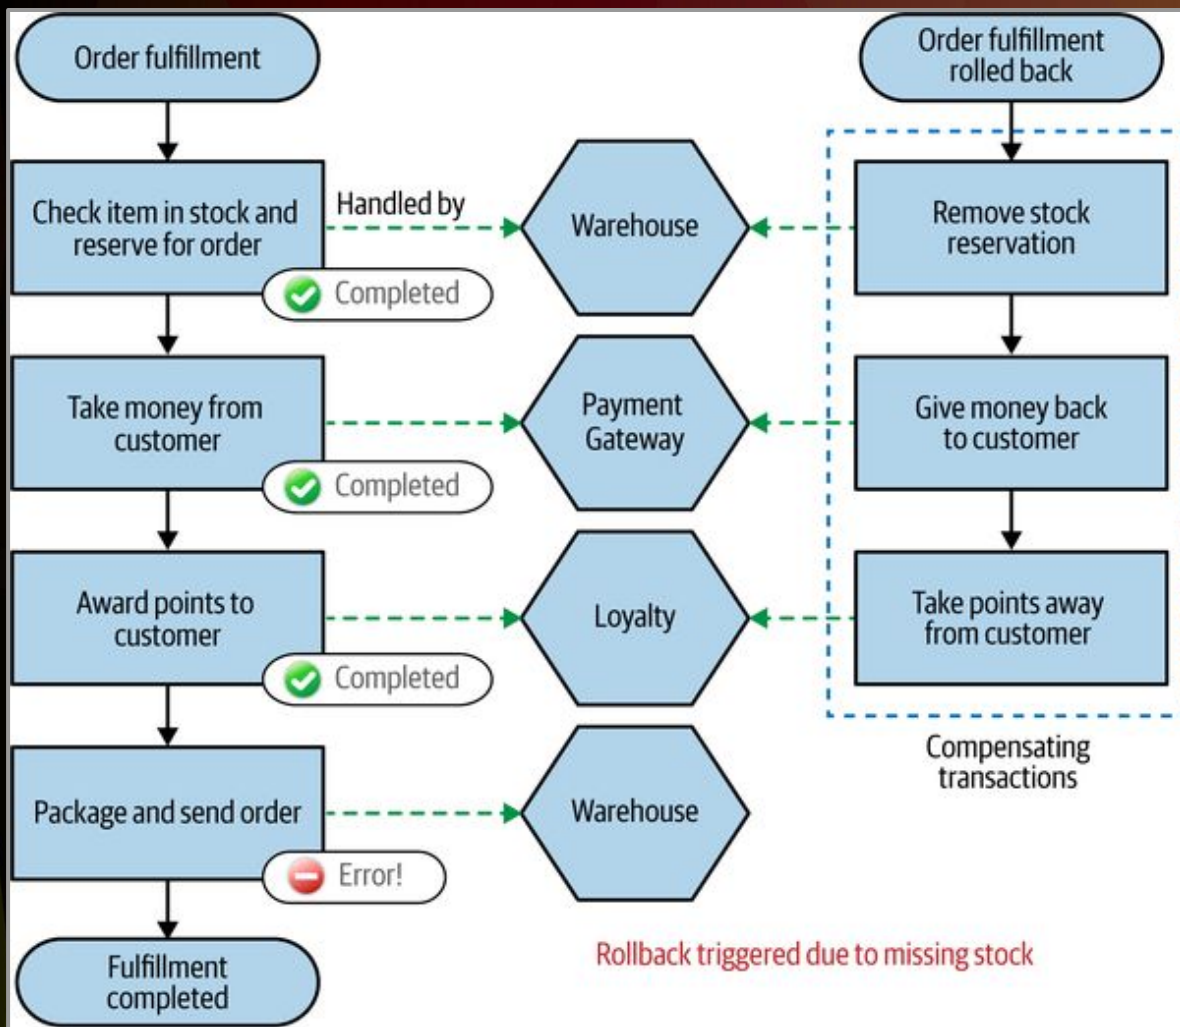 Order fulfillment
Order fulfillment
rolled back
Check item in stock and
reserve for order
Handled by
Warehouse
Remove stock
reservation
Completed
Take money from
customer
Payment
Gateway
Give money back
to customer
Completed
Award points to
customer
Loyalty
Take points away
from customer
Completed
Compensating
transactions
Package and send order
Warehouse
Error!
Rollback triggered due to missing stock
Fulfillment
completed